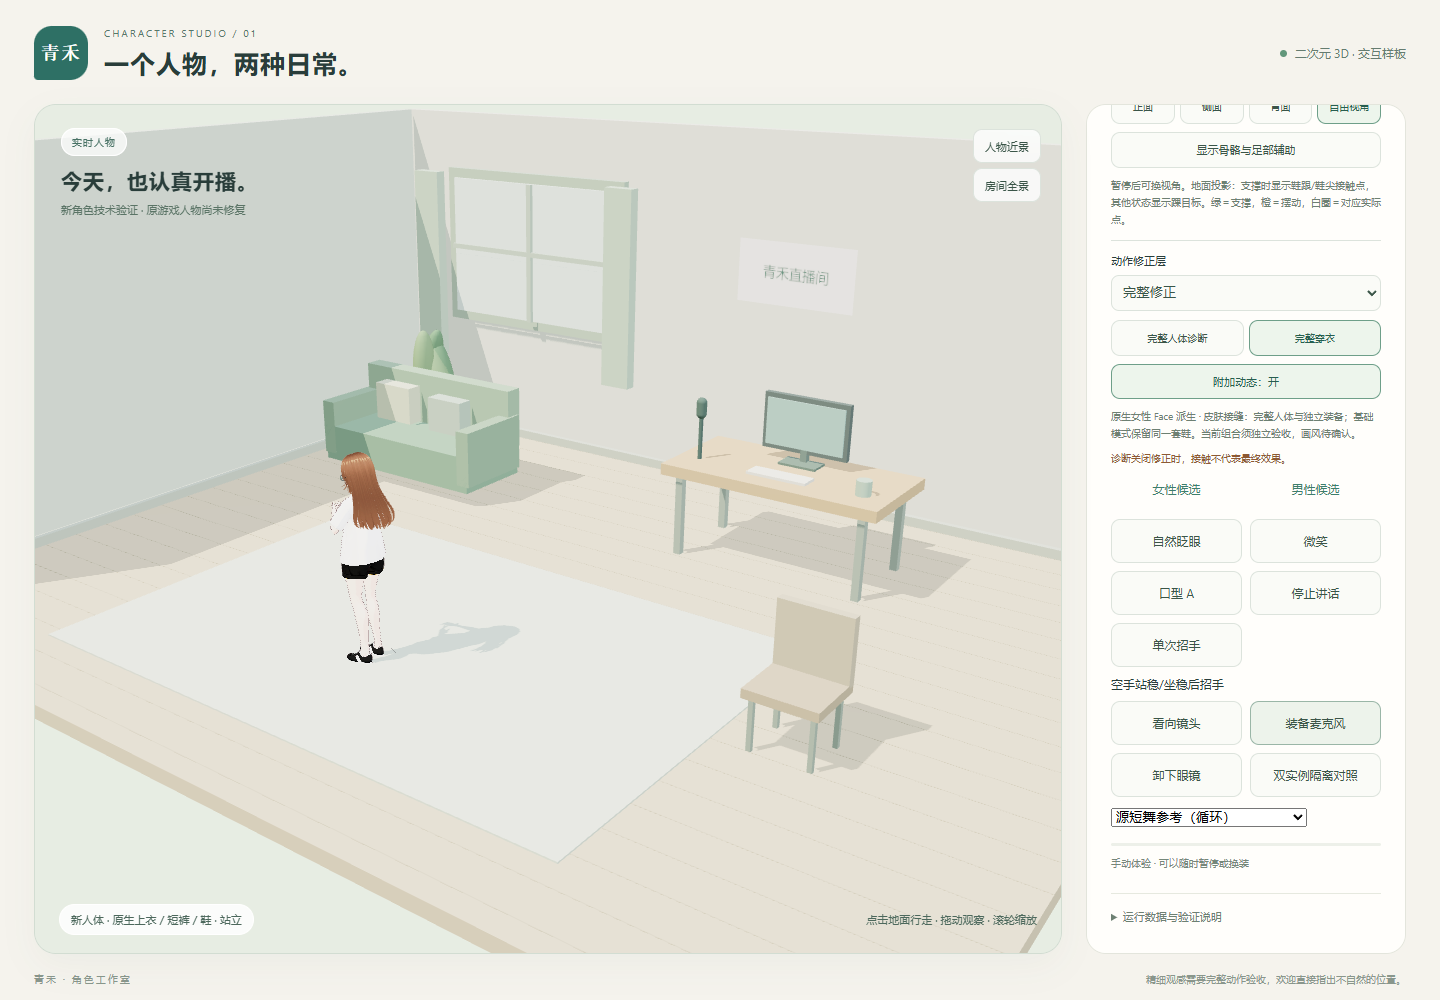 青禾
CHARACTER STUDIO / 01
一个人物，两种日常。
二次元 3D · 交互样板
实时人物
今天，也认真开播。
新角色技术验证 · 原游戏人物尚未修复
人物近景
房间全景
青禾直播间
新人体 · 原生上衣 / 短裤 / 鞋 · 站立
点击地面行走 · 拖动观察 · 滚轮缩放
正面
侧面
背面
自由视角
显示骨骼与足部辅助
暂停后可换视角。地面投影：支撑时显示鞋跟/鞋尖接触点，
其他状态显示踝目标。绿＝支撑，橙＝摆动，白圈＝对应实际
点。
动作修正层
完整修正
完整人体诊断
完整穿衣
附加动态：开
原生女性 Face 派生 · 皮肤接缝：完整人体与独立装备；基础
模式保留同一套鞋。当前组合须独立验收，画风待确认。
诊断关闭修正时，接触不代表最终效果。
女性候选
男性候选
自然眨眼
微笑
口型 A
停止讲话
单次招手
空手站稳/坐稳后招手
看向镜头
装备麦克风
卸下眼镜
双实例隔离对照
源短舞参考（循环）
手动体验 · 可以随时暂停或换装
运行数据与验证说明
青禾 · 角色工作室
精细观感需要完整动作验收，欢迎直接指出不自然的位置。